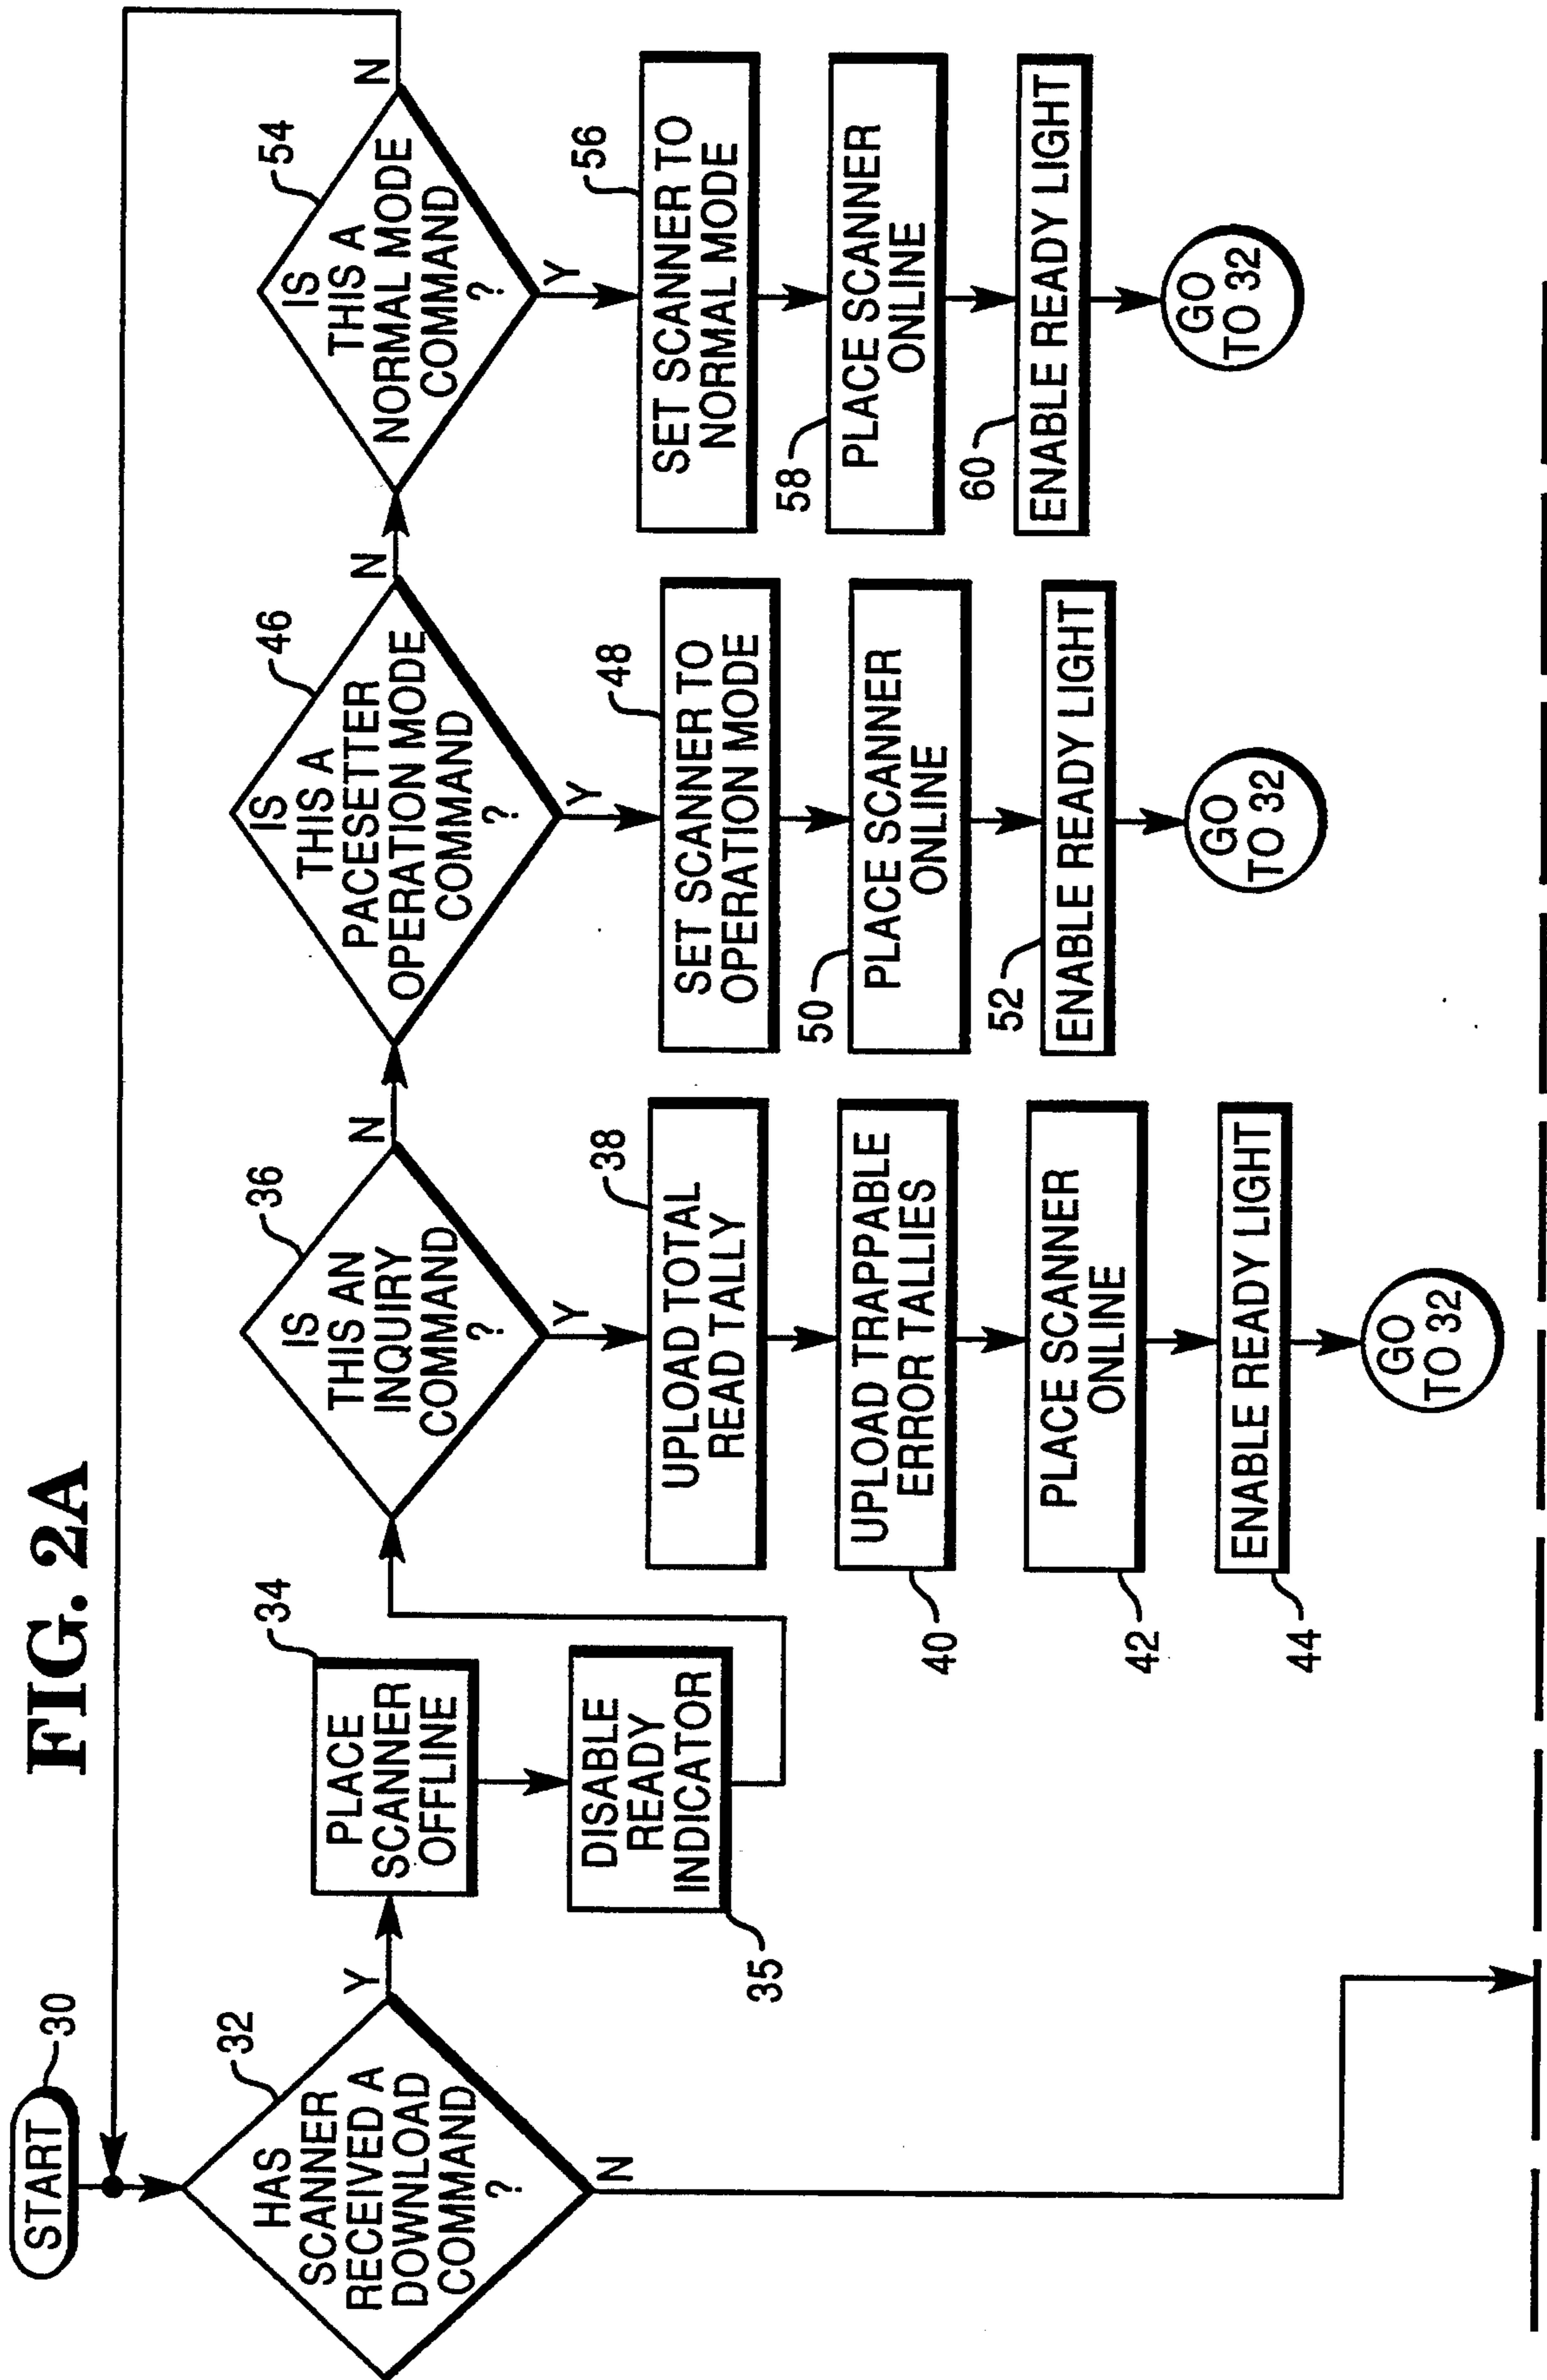 FIG. 2A
START
30
HAS
SCANNER
RECEIVED A
DOWNLOAD
COMMAND
?
32
Y
N
PLACE
SCANNER
OFFLINE
34
DISABLE
READY
INDICATOR
35
IS
THIS AN
INQUIRY
COMMAND
?
36
N
Y
UPLOAD TOTAL
READ TALLY
38
UPLOAD TRAPPABLE
ERROR TALLIES
40
PLACE SCANNER
ONLINE
42
ENABLE READY LIGHT
44
GO
TO 32
IS
THIS A
PACESETTER
OPERATION MODE
COMMAND
?
46
N
Y
SET SCANNER TO
OPERATION MODE
48
PLACE SCANNER
ONLINE
50
ENABLE READY LIGHT
52
GO
TO 32
IS
THIS A
NORMAL MODE
COMMAND
?
54
N
Y
SET SCANNER TO
NORMAL MODE
56
PLACE SCANNER
ONLINE
58
ENABLE READY LIGHT
60
GO
TO 32